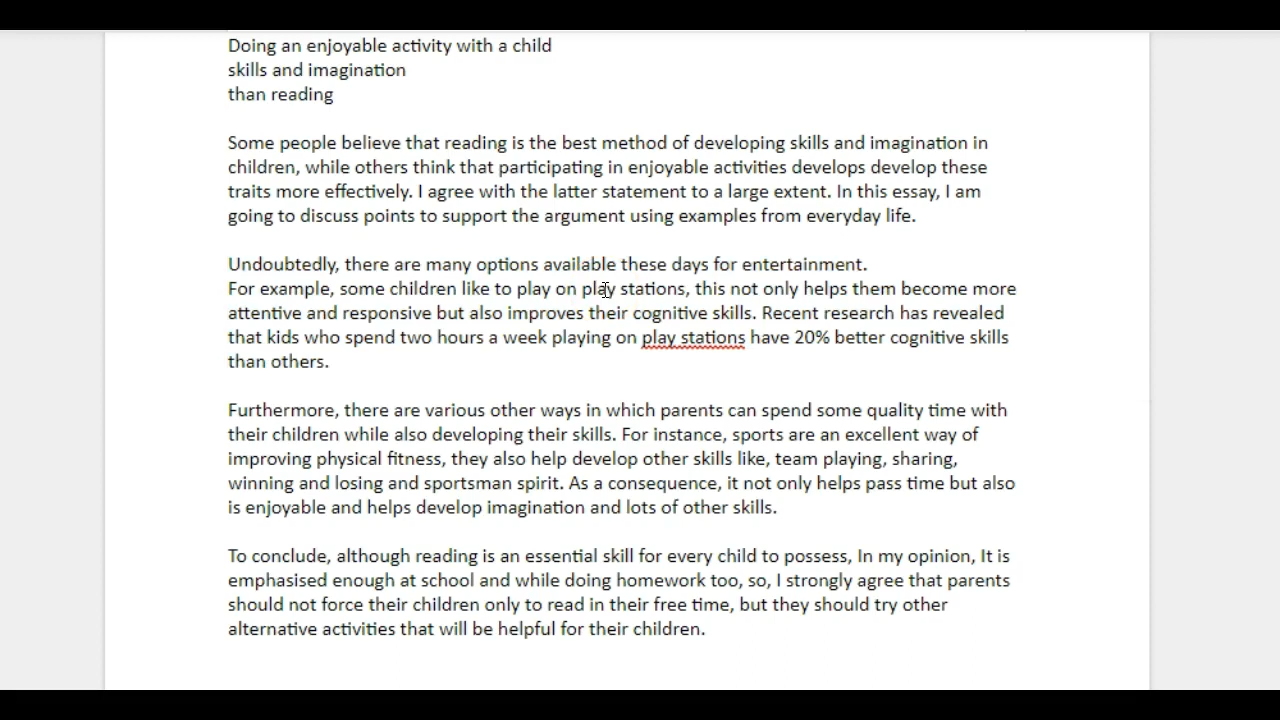 Doing an enjoyable activity with a child
skills and imagination
than reading
Some people believe that reading is the best method of developing skills and imagination in
children, while others think that participating in enjoyable activities develops develop these
traits more effectively. I agree with the latter statement to a large extent. In this essay, I am
going to discuss points to support the argument using examples from everyday life.
Undoubtedly, there are many options available these days for entertainment.
For example, some children like to play on play stations, this not only helps them become more
attentive and responsive but also improves their cognitive skills. Recent research has revealed
that kids who spend two hours a week playing on play stations have 20% better cognitive skills
than others.
Furthermore, there are various other ways in which parents can spend some quality time with
their children while also developing their skills. For instance, sports are an excellent way of
improving physical fitness, they also help develop other skills like, team playing, sharing,
winning and losing and sportsman spirit. As a consequence, it not only helps pass time but also
is enjoyable and helps develop imagination and lots of other skills.
To conclude, although reading is an essential skill for every child to possess, In my opinion, It is
emphasised enough at school and while doing homework too, so, I strongly agree that parents
should not force their children only to read in their free time, but they should try other
alternative activities that will be helpful for their children.